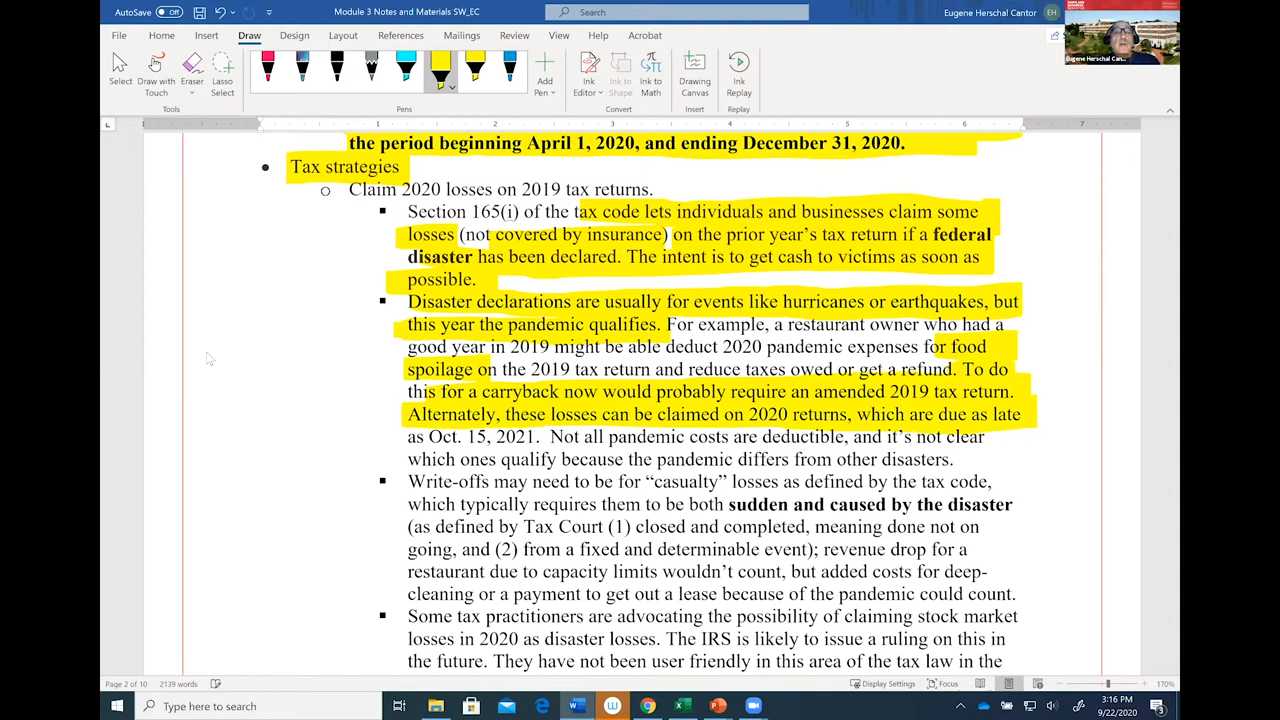 AutoSave
Off
Module 3 Notes and Materials SW_EC
Search
Eugene Herschal Cantor
EH
File
Home
Insert
Draw
Design
Layout
References
Mailings
Review
View
Help
Acrobat
Select
Draw with Touch
Eraser
Lasso Select
Add Pen
Ink Editor
Ink to Shape
Ink to Math
Drawing Canvas
Ink Replay
Tools
Pens
Convert
Insert
Replay
Eugene Herschal Can...
1 2 3 4 5 6 7
the period beginning April 1, 2020, and ending December 31, 2020.
● Tax strategies
o Claim 2020 losses on 2019 tax returns.
▪ Section 165(i) of the tax code lets individuals and businesses claim some
losses (not covered by insurance) on the prior year's tax return if a federal
disaster has been declared. The intent is to get cash to victims as soon as
possible.
▪ Disaster declarations are usually for events like hurricanes or earthquakes, but
this year the pandemic qualifies. For example, a restaurant owner who had a
good year in 2019 might be able deduct 2020 pandemic expenses for food
spoilage on the 2019 tax return and reduce taxes owed or get a refund. To do
this for a carryback now would probably require an amended 2019 tax return.
Alternately, these losses can be claimed on 2020 returns, which are due as late
as Oct. 15, 2021. Not all pandemic costs are deductible, and it's not clear
which ones qualify because the pandemic differs from other disasters.
▪ Write-offs may need to be for "casualty" losses as defined by the tax code,
which typically requires them to be both sudden and caused by the disaster
(as defined by Tax Court (1) closed and completed, meaning done not on
going, and (2) from a fixed and determinable event); revenue drop for a
restaurant due to capacity limits wouldn't count, but added costs for deep-
cleaning or a payment to get out a lease because of the pandemic could count.
▪ Some tax practitioners are advocating the possibility of claiming stock market
losses in 2020 as disaster losses. The IRS is likely to issue a ruling on this in
the future. They have not been user friendly in this area of the tax law in the
Page 2 of 10
2139 words
Display Settings
Focus
170%
Type here to search
3:16 PM
9/22/2020
3